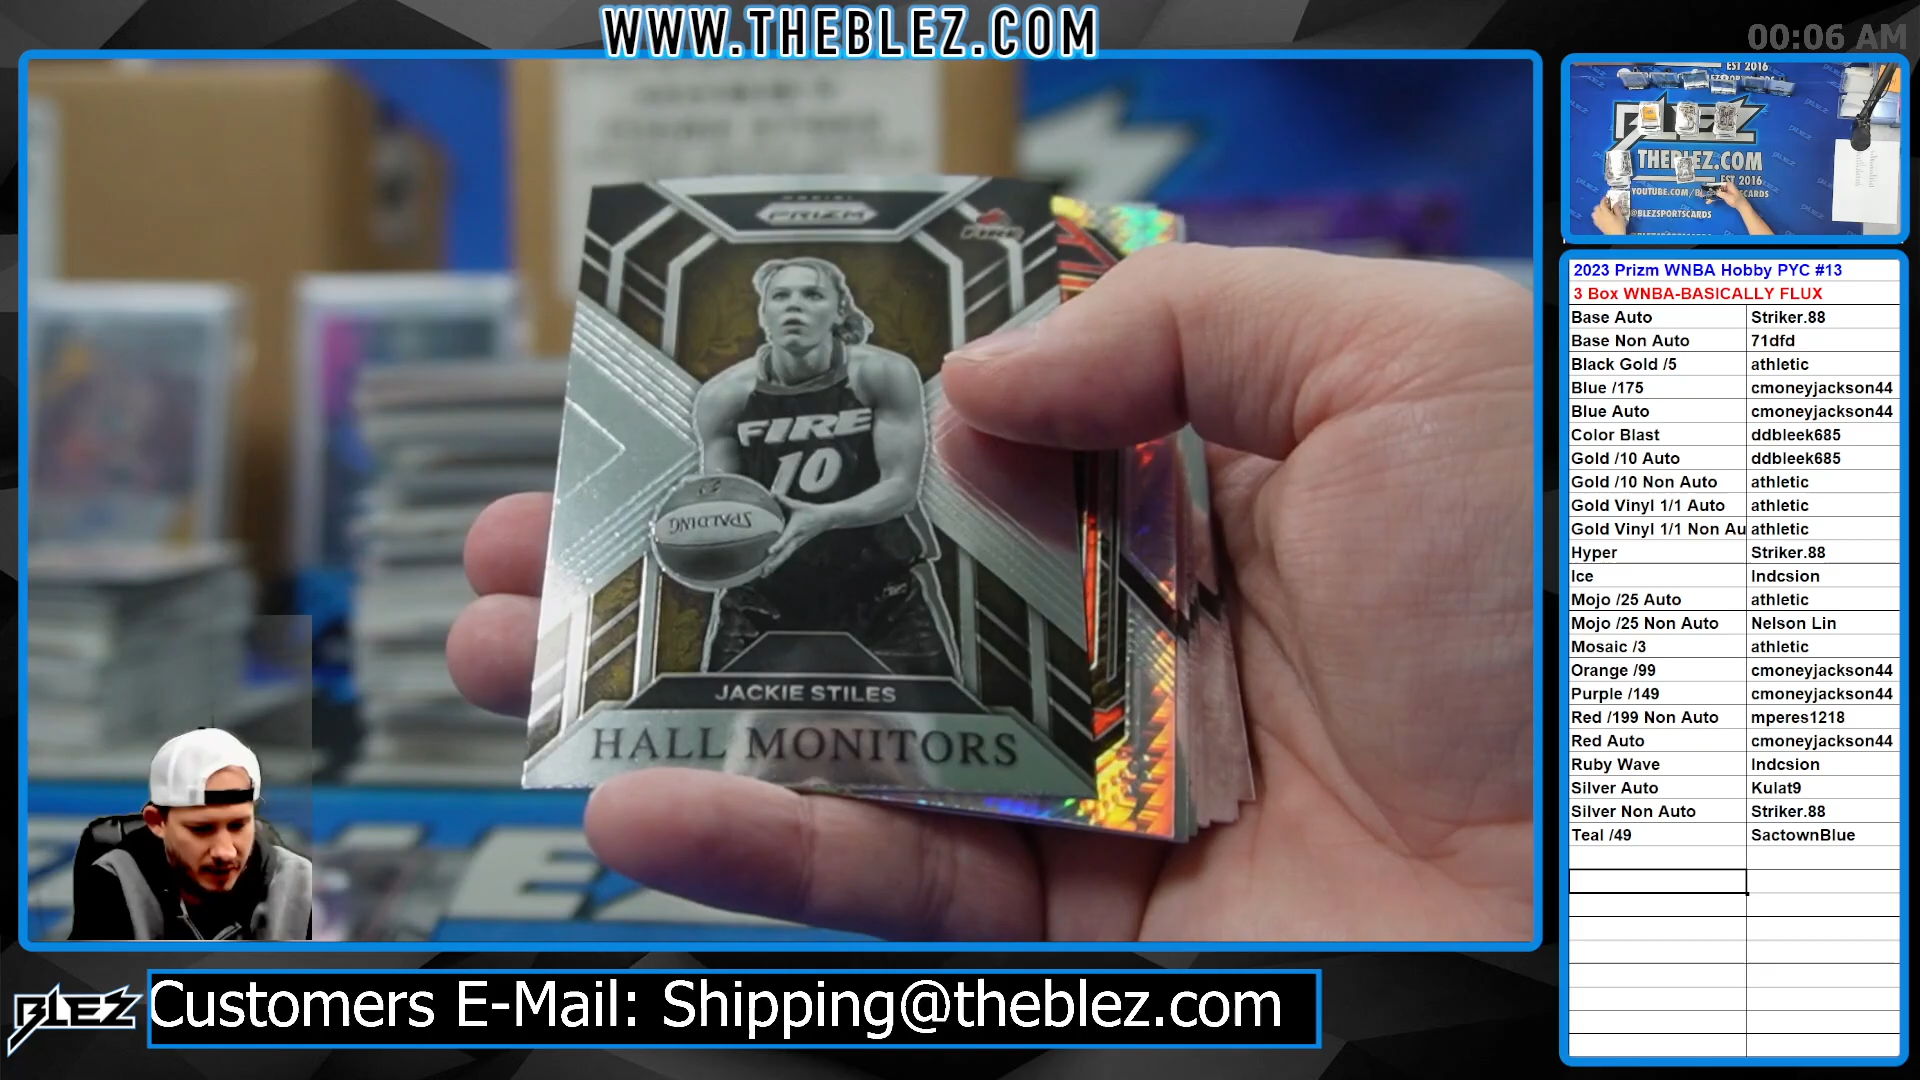 WWW.THEBLEZ.COM
00:06 AM
PANINI
PRIZM
FIRE
FIRE
10
SPALDING
JACKIE STILES
HALL MONITORS
EST 2016
BLEZ
THEBLEZ.COM
EST 2016
@BLEZSPORTSCARDS
2023 Prizm WNBA Hobby PYC #13
3 Box WNBA-BASICALLY FLUX
Base Auto Striker.88
Base Non Auto 71dfd
Black Gold /5 athletic
Blue /175 cmoneyjackson44
Blue Auto cmoneyjackson44
Color Blast ddbleek685
Gold /10 Auto ddbleek685
Gold /10 Non Auto athletic
Gold Vinyl 1/1 Auto athletic
Gold Vinyl 1/1 Non Au athletic
Hyper Striker.88
Ice Indcsion
Mojo /25 Auto athletic
Mojo /25 Non Auto Nelson Lin
Mosaic /3 athletic
Orange /99 cmoneyjackson44
Purple /149 cmoneyjackson44
Red /199 Non Auto mperes1218
Red Auto cmoneyjackson44
Ruby Wave Indcsion
Silver Auto Kulat9
Silver Non Auto Striker.88
Teal /49 SactownBlue
BLEZ
Customers E-Mail: Shipping@theblez.com